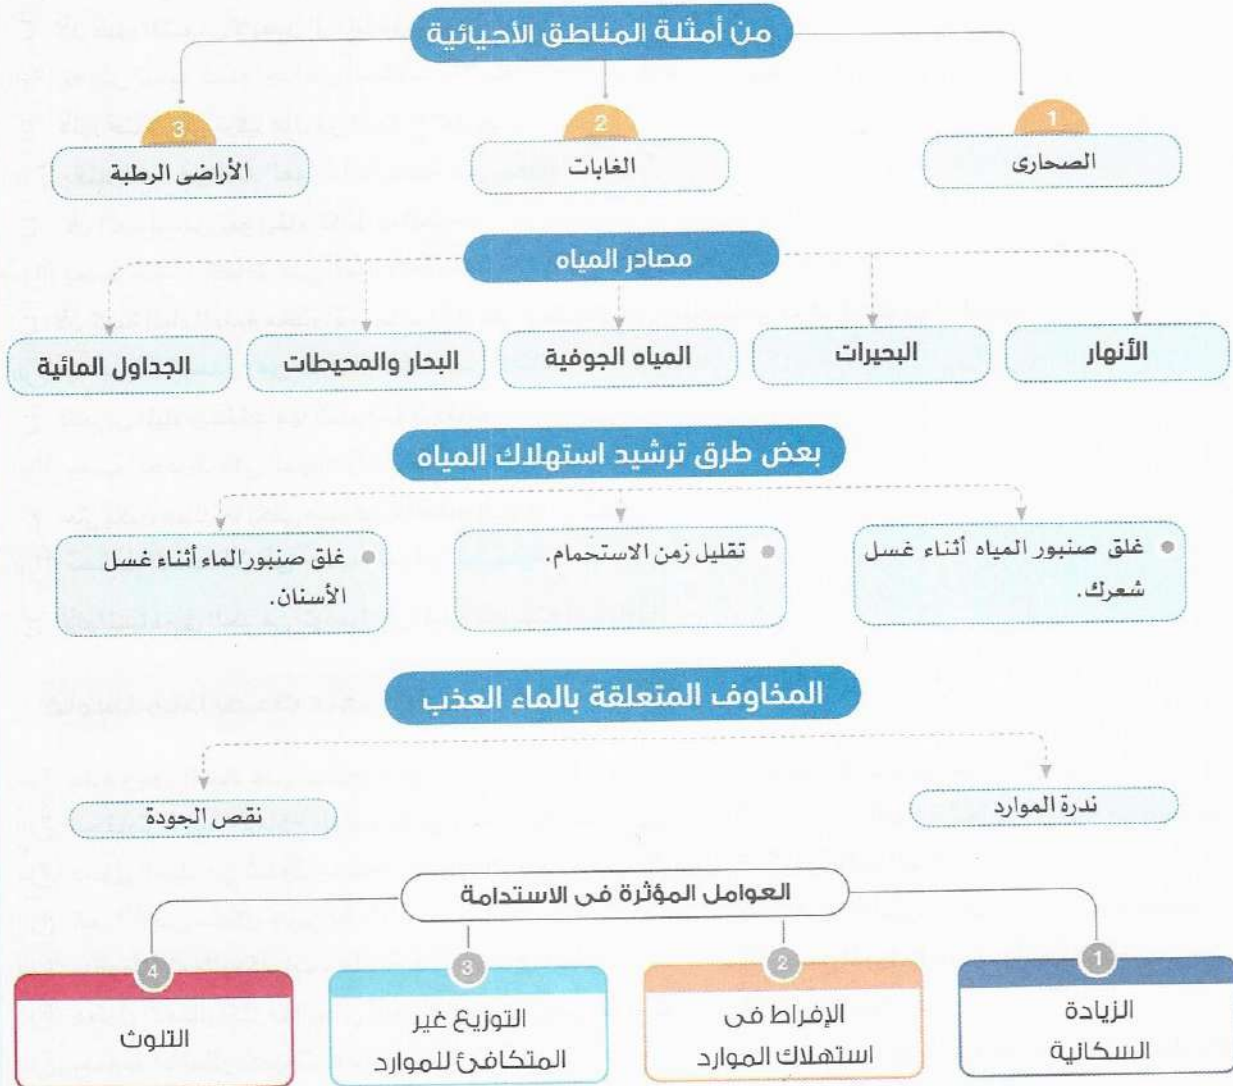 من أمثلة المناطق الأحيائية
1
الصحارى
2
الغابات
3
الأراضى الرطبة
مصادر المياه
الأنهار
البحيرات
المياه الجوفية
البحار والمحيطات
الجداول المائية
بعض طرق ترشيد استهلاك المياه
● غلق صنبور المياه أثناء غسل
شعرك.
● تقليل زمن الاستحمام.
● غلق صنبور الماء أثناء غسل
الأسنان.
المخاوف المتعلقة بالماء العذب
ندرة الموارد
نقص الجودة
العوامل المؤثرة فى الاستدامة
1
الزيادة
السكانية
2
الإفراط فى
استهلاك الموارد
3
التوزيع غير
المتكافئ للموارد
4
التلوث